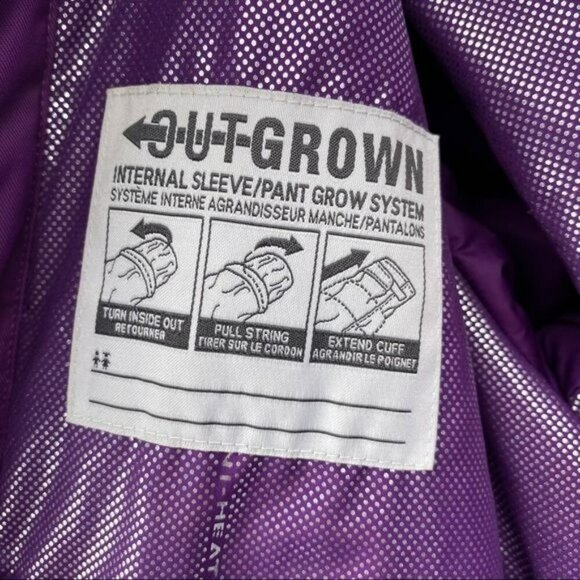 OUTGROWN
INTERNAL SLEEVE/PANT GROW SYSTEM
SYSTÈME INTERNE AGRANDISSEUR MANCHE/PANTALONS
TURN INSIDE OUT
RETOURNER
PULL STRING
TIRER SUR LE CORDON
EXTEND CUFF
AGRANDIR LE POIGNET
HEAT